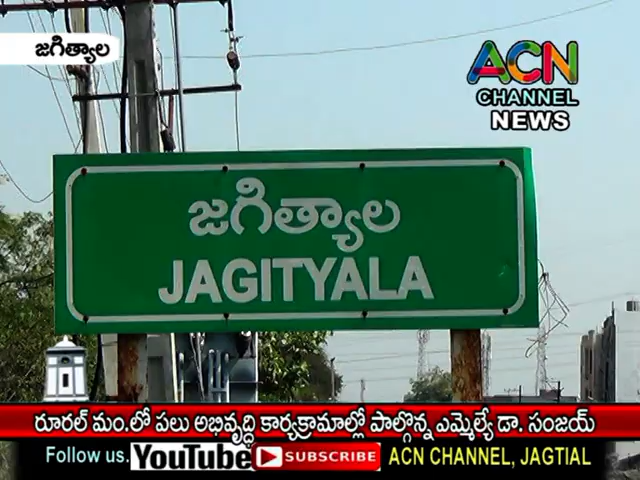 జగిత్యాల
ACN
CHANNEL
NEWS
జగిత్యాల
JAGITYALA
రూరల్ మం.లో పలు అభివృద్ధి కార్యక్రమాల్లో పాల్గొన్న ఎమ్మెల్యే డా. సంజయ్
Follow us. YouTube SUBSCRIBE ACN CHANNEL, JAGTIAL